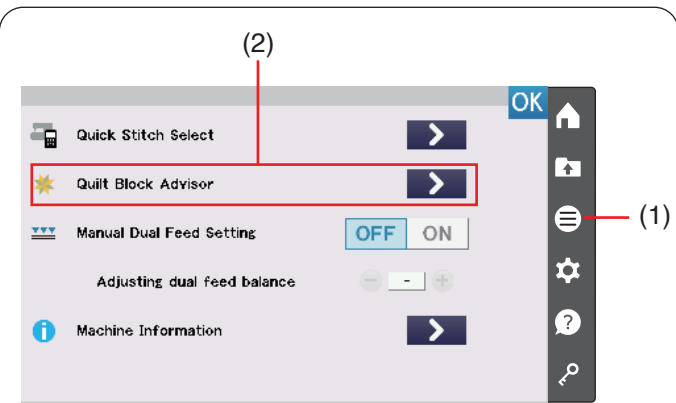 (2)
OK
Quick Stitch Select
Quilt Block Advisor
(1)
Manual Dual Feed Setting OFF ON
Adjusting dual feed balance - 
Machine Information